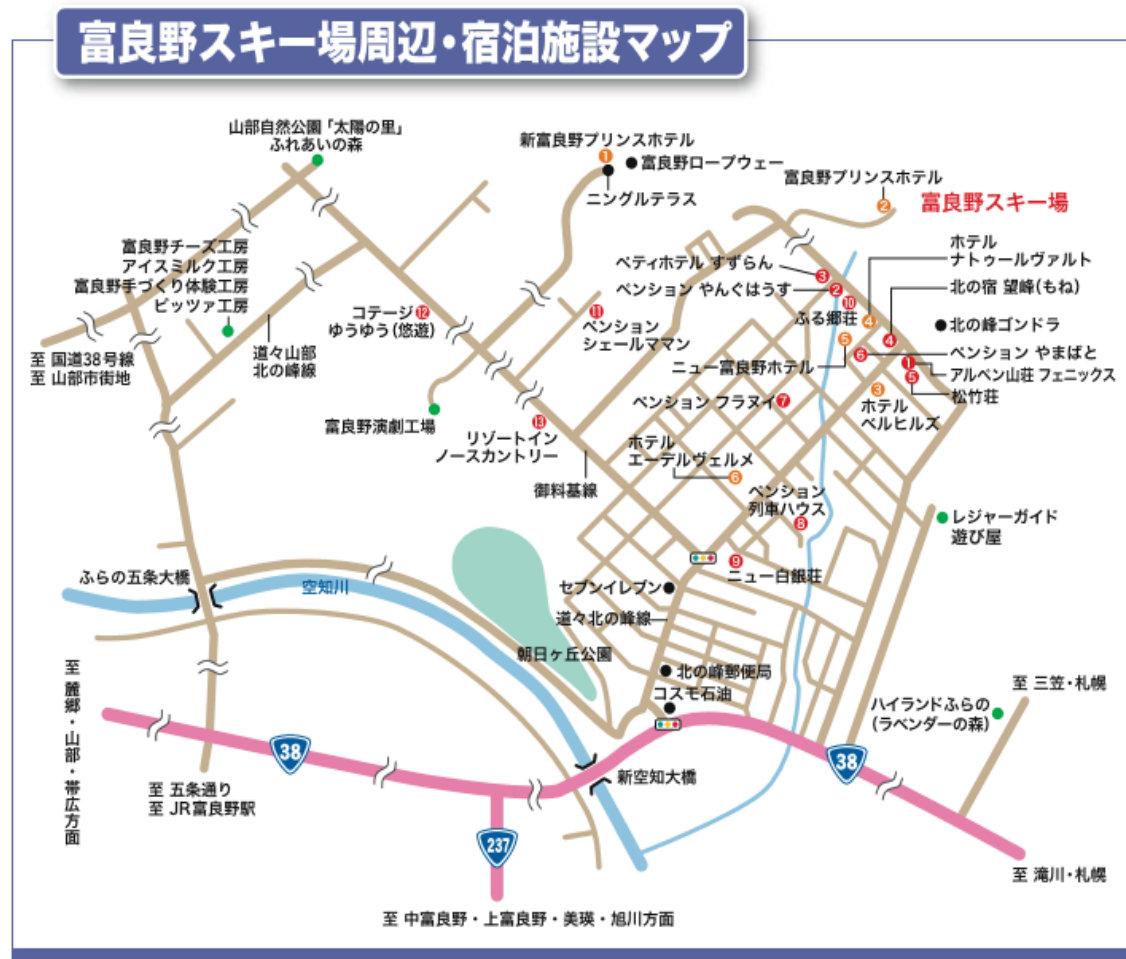 富良野スキー場周辺・宿泊施設マップ
山部自然公園「太陽の里」
ふれあいの森
新富良野プリンスホテル
1
富良野ロープウェー
ニングルテラス
富良野プリンスホテル
2
富良野スキー場
富良野チーズ工房
アイスミルク工房
富良野手づくり体験工房
ピッツァ工房
ホテル
ナトゥールヴァルト
ペティホテル すずらん
3
ペンション やんぐはうす
2
10
ふる郷荘
4
北の宿 望峰(もね)
4
北の峰ゴンドラ
コテージ
ゆうゆう(悠遊)
12
11
ペンション
シェールママン
5
ニュー富良野ホテル
6
ペンション やまばと
1
アルペン山荘 フェニックス
5
松竹荘
至 国道38号線
至 山部市街地
道々山部
北の峰線
富良野演劇工場
13
リゾートイン
ノースカントリー
ペンション フラヌイ
7
3
ホテル
ベルヒルズ
ホテル
エーデルヴェルメ
6
御料基線
ペンション
列車ハウス
8
レジャーガイド
遊び屋
9
ニュー白銀荘
ふらの五条大橋
空知川
セブンイレブン
道々北の峰線
朝日ヶ丘公園
北の峰郵便局
コスモ石油
至 三笠・札幌
ハイランドふらの
(ラベンダーの森)
至 麓郷・山部・帯広方面
38
38
新空知大橋
至 五条通り
至 JR富良野駅
237
至 滝川・札幌
至 中富良野・上富良野・美瑛・旭川方面